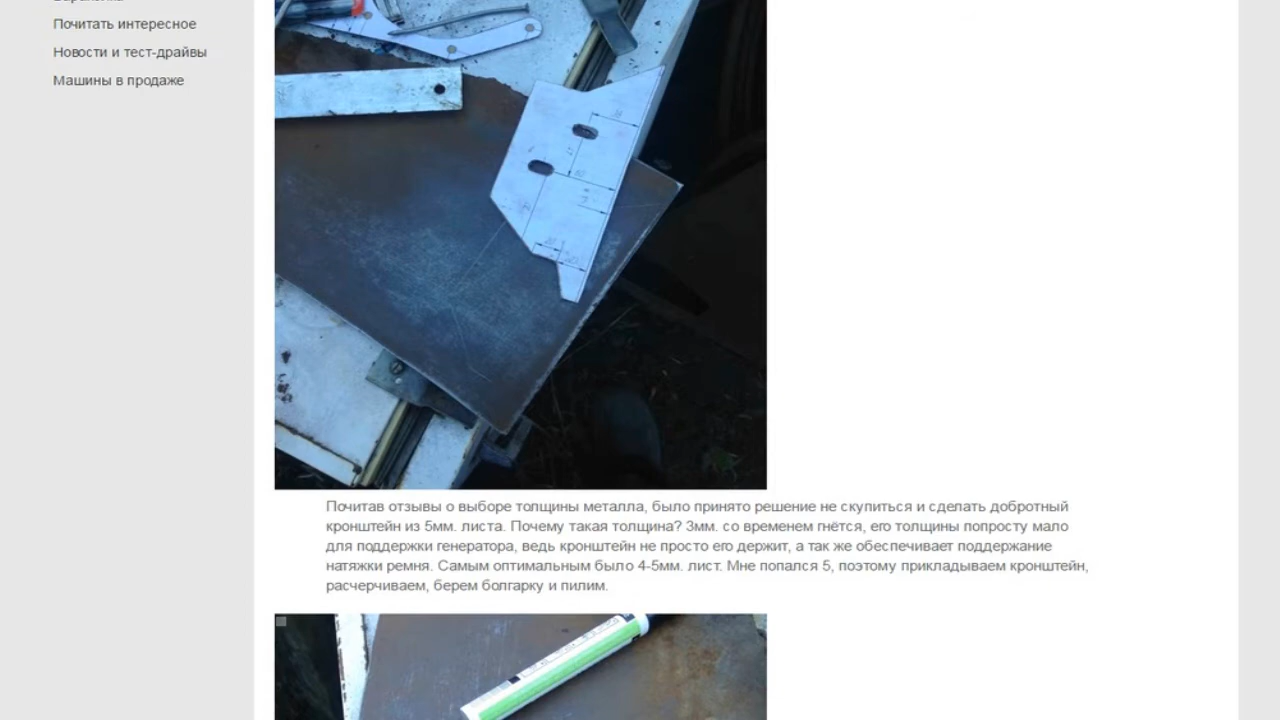 Почитать интересное
Новости и тест-драйвы
Машины в продаже
Почитав отзывы о выборе толщины металла, было принято решение не скупиться и сделать добротный
кронштейн из 5мм. листа. Почему такая толщина? 3мм. со временем гнётся, его толщины попросту мало
для поддержки генератора, ведь кронштейн не просто его держит, а так же обеспечивает поддержание
натяжки ремня. Самым оптимальным было 4-5мм. лист. Мне попался 5, поэтому прикладываем кронштейн,
расчерчиваем, берем болгарку и пилим.